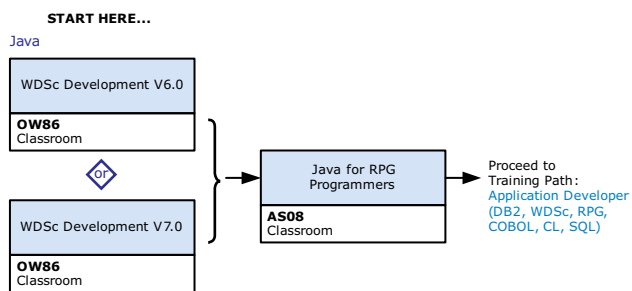 START HERE...
Java
WDSc Development V6.0
OW86
Classroom
or
WDSc Development V7.0
OW86
Classroom
Java for RPG
Programmers
AS08
Classroom
Proceed to
Training Path:
Application Developer
(DB2, WDSc, RPG,
COBOL, CL, SQL)